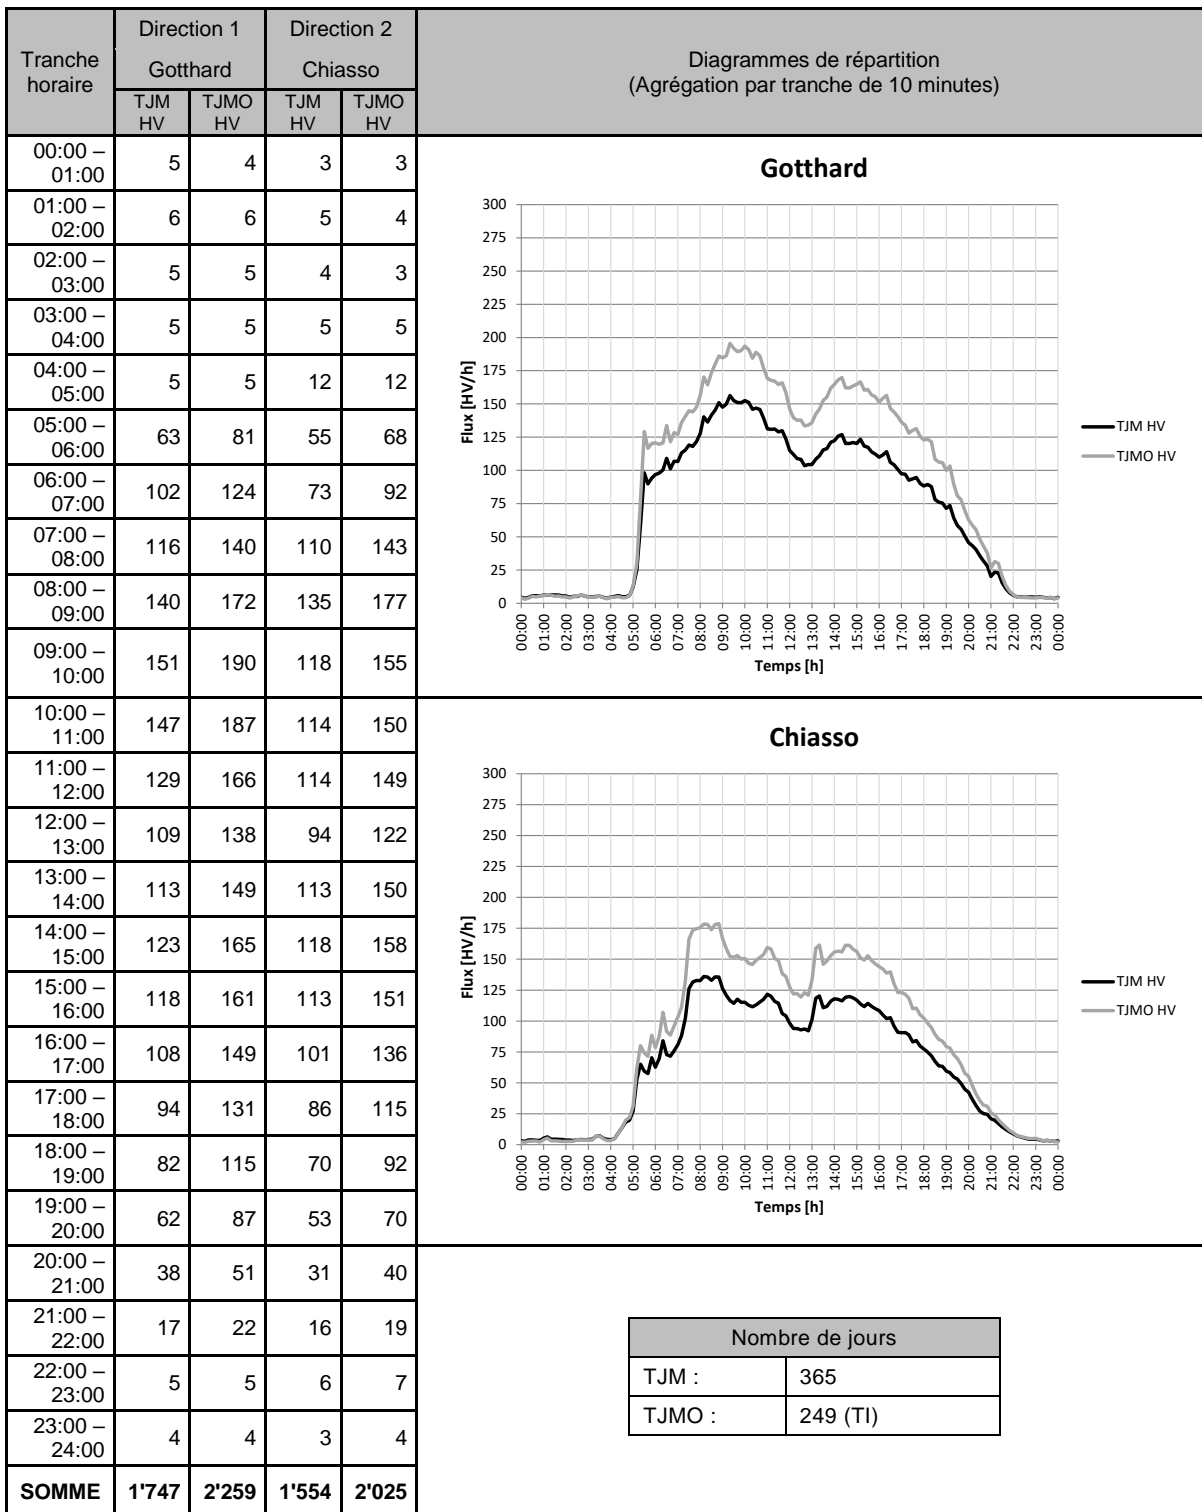 Tranche horaire
Direction 1
Gotthard
Direction 2
Chiasso
Diagrammes de répartition
(Agrégation par tranche de 10 minutes)
TJM HV
TJMO HV
TJM HV
TJMO HV
00:00 – 01:00 5 4 3 3
01:00 – 02:00 6 6 5 4
02:00 – 03:00 5 5 4 3
03:00 – 04:00 5 5 5 5
04:00 – 05:00 5 5 12 12
05:00 – 06:00 63 81 55 68
06:00 – 07:00 102 124 73 92
07:00 – 08:00 116 140 110 143
08:00 – 09:00 140 172 135 177
09:00 – 10:00 151 190 118 155
10:00 – 11:00 147 187 114 150
11:00 – 12:00 129 166 114 149
12:00 – 13:00 109 138 94 122
13:00 – 14:00 113 149 113 150
14:00 – 15:00 123 165 118 158
15:00 – 16:00 118 161 113 151
16:00 – 17:00 108 149 101 136
17:00 – 18:00 94 131 86 115
18:00 – 19:00 82 115 70 92
19:00 – 20:00 62 87 53 70
20:00 – 21:00 38 51 31 40
21:00 – 22:00 17 22 16 19
22:00 – 23:00 5 5 6 7
23:00 – 24:00 4 4 3 4
SOMME 1'747 2'259 1'554 2'025
Gotthard
300
275
250
225
200
175
150
125
100
75
50
25
0
Flux [HV/h]
00:00 01:00 02:00 03:00 04:00 05:00 06:00 07:00 08:00 09:00 10:00 11:00 12:00 13:00 14:00 15:00 16:00 17:00 18:00 19:00 20:00 21:00 22:00 23:00 00:00
Temps [h]
TJM HV
TJMO HV
Chiasso
300
275
250
225
200
175
150
125
100
75
50
25
0
Flux [HV/h]
00:00 01:00 02:00 03:00 04:00 05:00 06:00 07:00 08:00 09:00 10:00 11:00 12:00 13:00 14:00 15:00 16:00 17:00 18:00 19:00 20:00 21:00 22:00 23:00 00:00
Temps [h]
TJM HV
TJMO HV
Nombre de jours
TJM : 365
TJMO : 249 (TI)